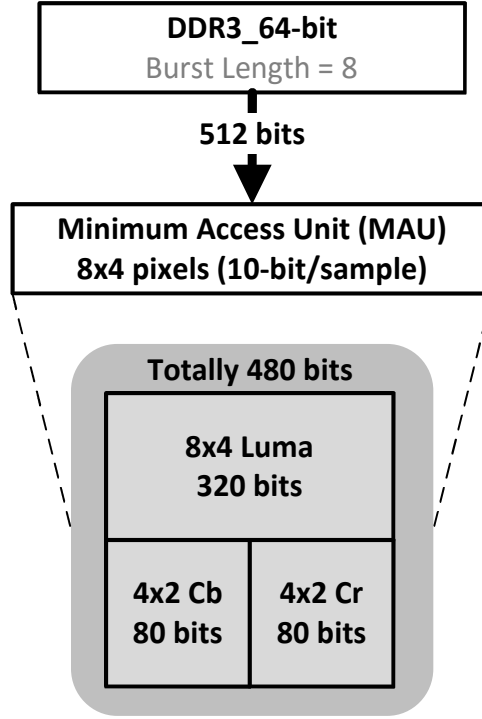 DDR3_64-bit
Burst Length = 8
512 bits
Minimum Access Unit (MAU)
8x4 pixels (10-bit/sample)
Totally 480 bits
8x4 Luma
320 bits
4x2 Cb
80 bits
4x2 Cr
80 bits